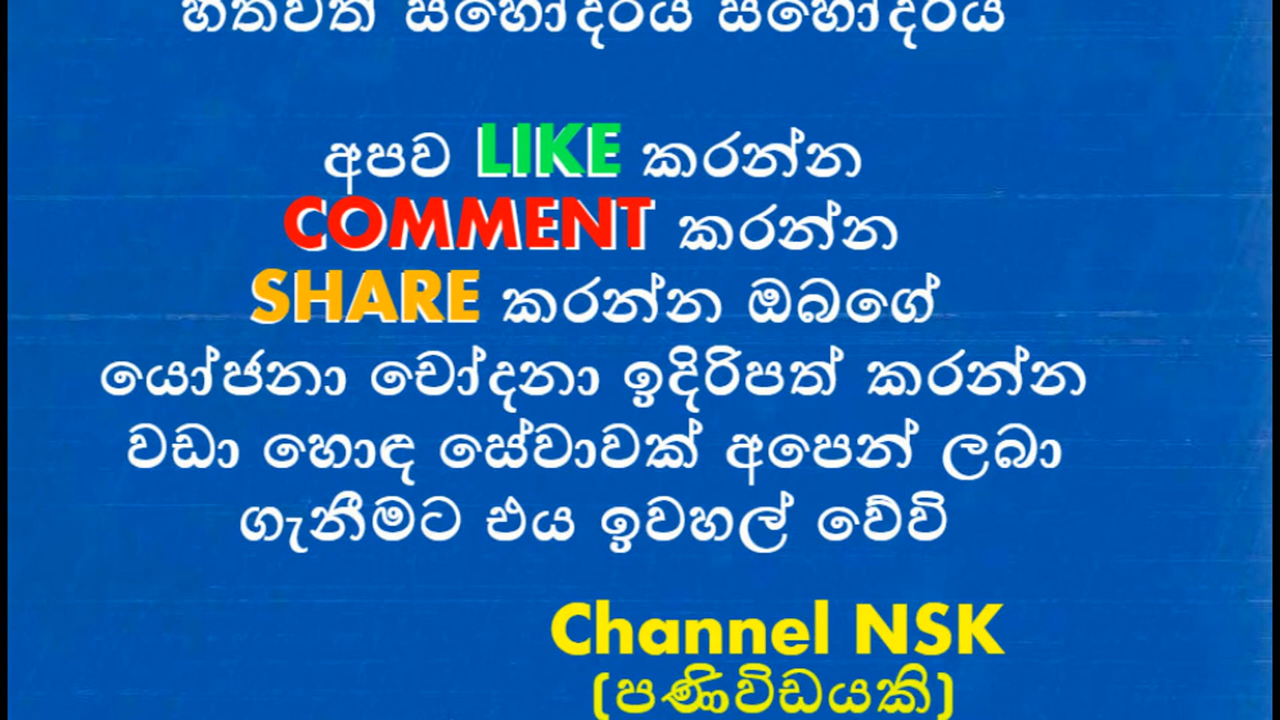 හිතවත් සහෝදරය සහෝදරිය
අපව LIKE කරන්න
COMMENT කරන්න
SHARE කරන්න ඔබගේ
යෝජනා චෝදනා ඉදිරිපත් කරන්න
වඩා හොඳ සේවාවක් අපෙන් ලබා
ගැනීමට එය ඉවහල් වේවි
Channel NSK
(පණිවිඩයකි)